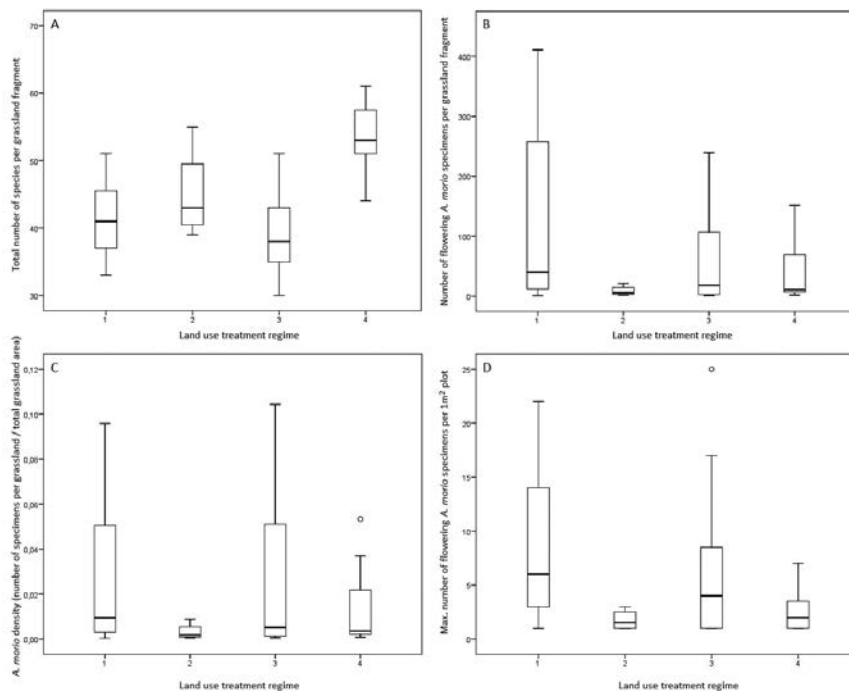 A
Total number of species per grassland fragment
70
60
50
40
30
1 2 3 4
Land use treatment regime
B
Number of flowering A. morio specimens per grassland fragment
400
300
200
100
0
1 2 3 4
Land use treatment regime
C
A. morio density (number of specimens per grassland / total grassland area)
0,12
0,10
0,08
0,06
0,04
0,02
0,00
1 2 3 4
Land use treatment regime
D
Max. number of flowering A. morio specimens per 1m² plot
25
20
15
10
5
0
1 2 3 4
Land use treatment regime